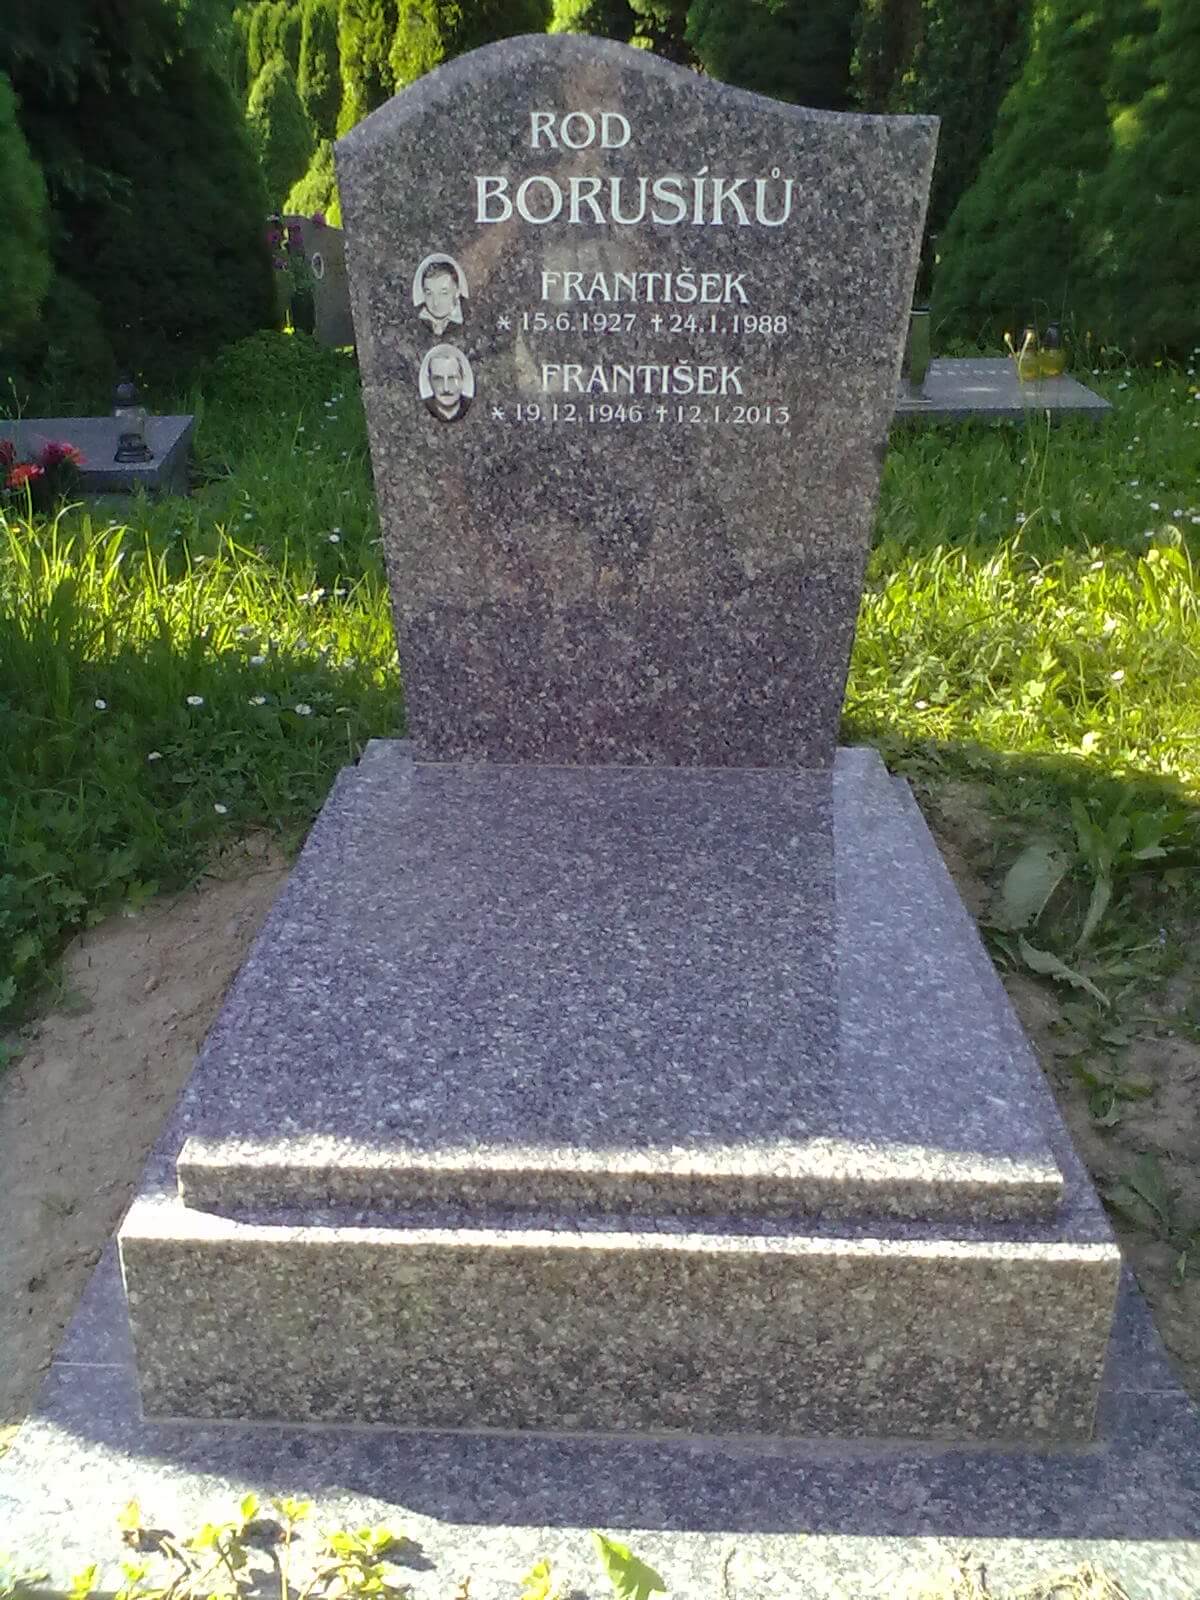 ROD
BORUSÍKŮ
FRANTIŠEK
* 15.6.1927 † 24.1.1988
FRANTIŠEK
* 19.12.1946 † 12.1.2013